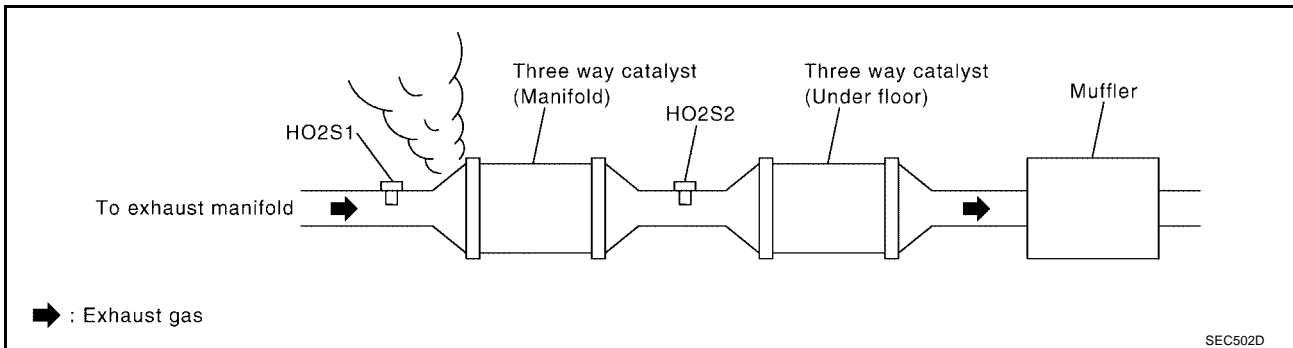 Three way catalyst
(Manifold)
Three way catalyst
(Under floor)
Muffler
HO2S1
HO2S2
To exhaust manifold
: Exhaust gas
SEC502D